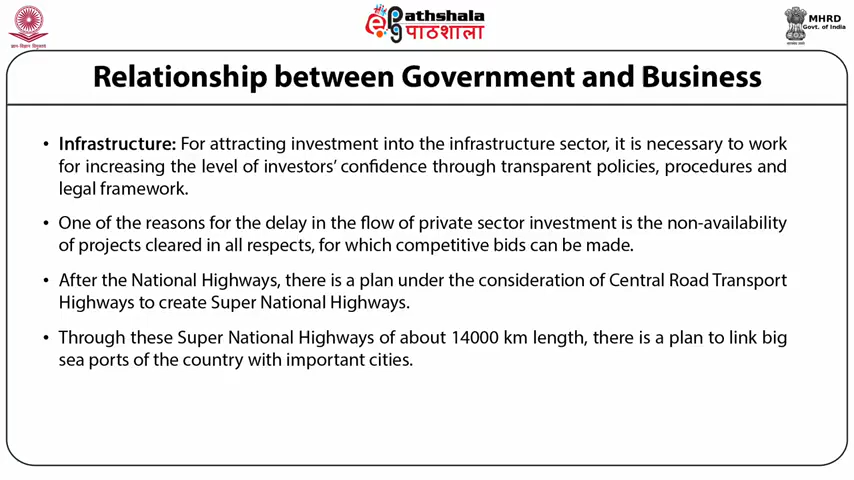 ePathshala
पाठशाला
MHRD
Govt. of India
Relationship between Government and Business
• Infrastructure: For attracting investment into the infrastructure sector, it is necessary to work
for increasing the level of investors' confidence through transparent policies, procedures and
legal framework.
• One of the reasons for the delay in the flow of private sector investment is the non-availability
of projects cleared in all respects, for which competitive bids can be made.
• After the National Highways, there is a plan under the consideration of Central Road Transport
Highways to create Super National Highways.
• Through these Super National Highways of about 14000 km length, there is a plan to link big
sea ports of the country with important cities.